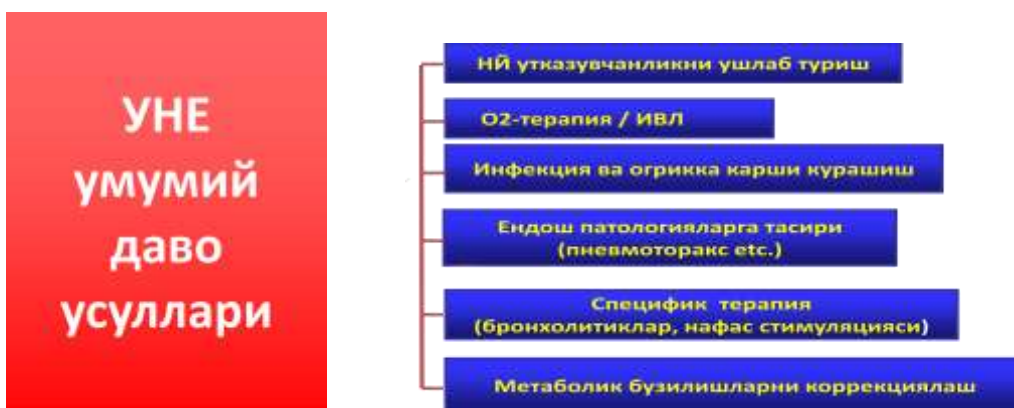 УНЕ
умумий
даво
усуллари
НЙ утказувчанликни ушлаб туриш
О2-терапия / ИВЛ
Инфекция ва огрикка карши курашиш
Ендош патологияларга тасири
(пневмоторакс etc.)
Специфик терапия
(бронхолитиклар, нафас стимуляцияси)
Метаболик бузилишларни коррекциялаш